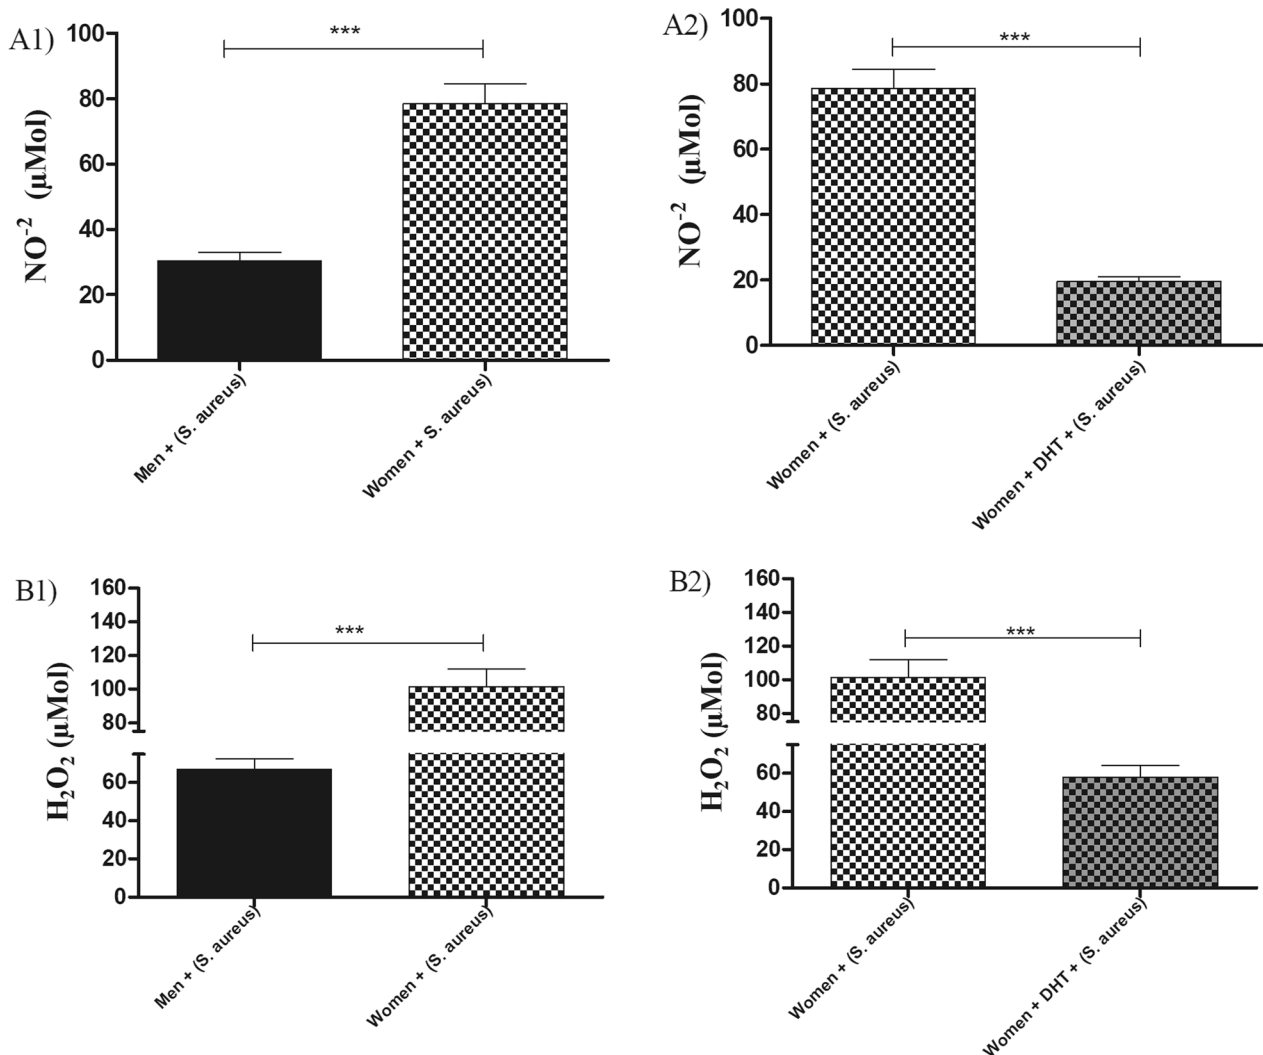 A1)
100
80
60
40
20
0
NO⁻² (μMol)
***
Men + (S. aureus)
Women + S. aureus)
A2)
100
80
60
40
20
0
NO⁻² (μMol)
***
Women + (S. aureus)
Women + DHT + (S. aureus)
B1)
160
140
120
100
80
60
40
20
0
H₂O₂ (μMol)
***
Men + (S. aureus)
Women + (S. aureus)
B2)
160
140
120
100
80
60
40
20
0
H₂O₂ (μMol)
***
Women + (S. aureus)
Women + DHT + (S. aureus)